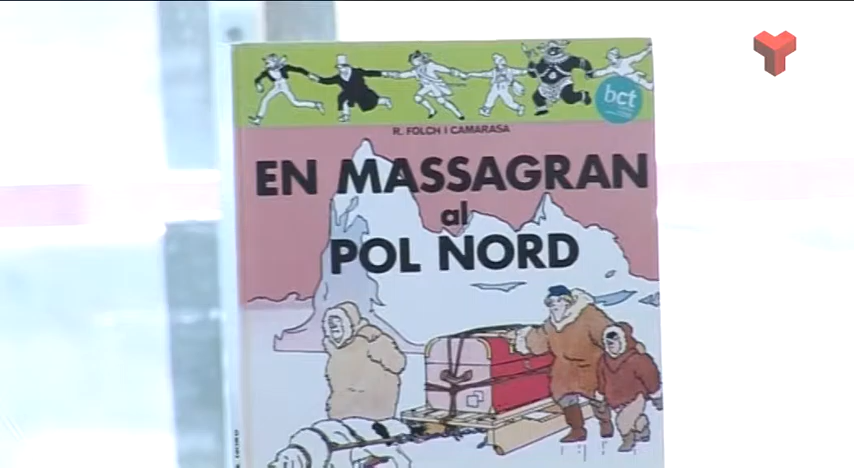 bct
R. FOLCH I CAMARASA
EN MASSAGRAN
al
POL NORD